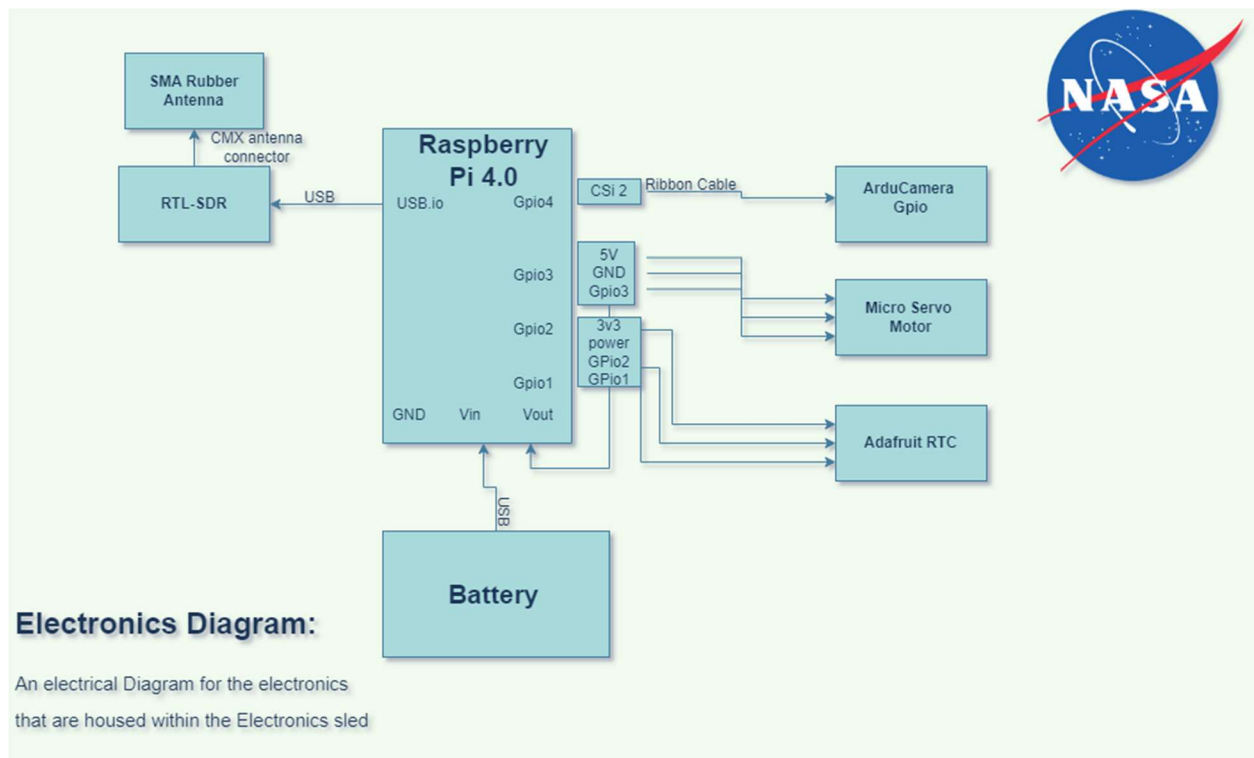 SMA Rubber
Antenna
CMX antenna
connector
RTL-SDR
USB
Raspberry
Pi 4.0
USB.io
Gpio4
Gpio3
Gpio2
Gpio1
GND
Vin
Vout
CSi 2
Ribbon Cable
5V
GND
Gpio3
3v3
power
GPio2
GPio1
ArduCamera
Gpio
Micro Servo
Motor
Adafruit RTC
USB
Battery
NASA
Electronics Diagram:
An electrical Diagram for the electronics
that are housed within the Electronics sled